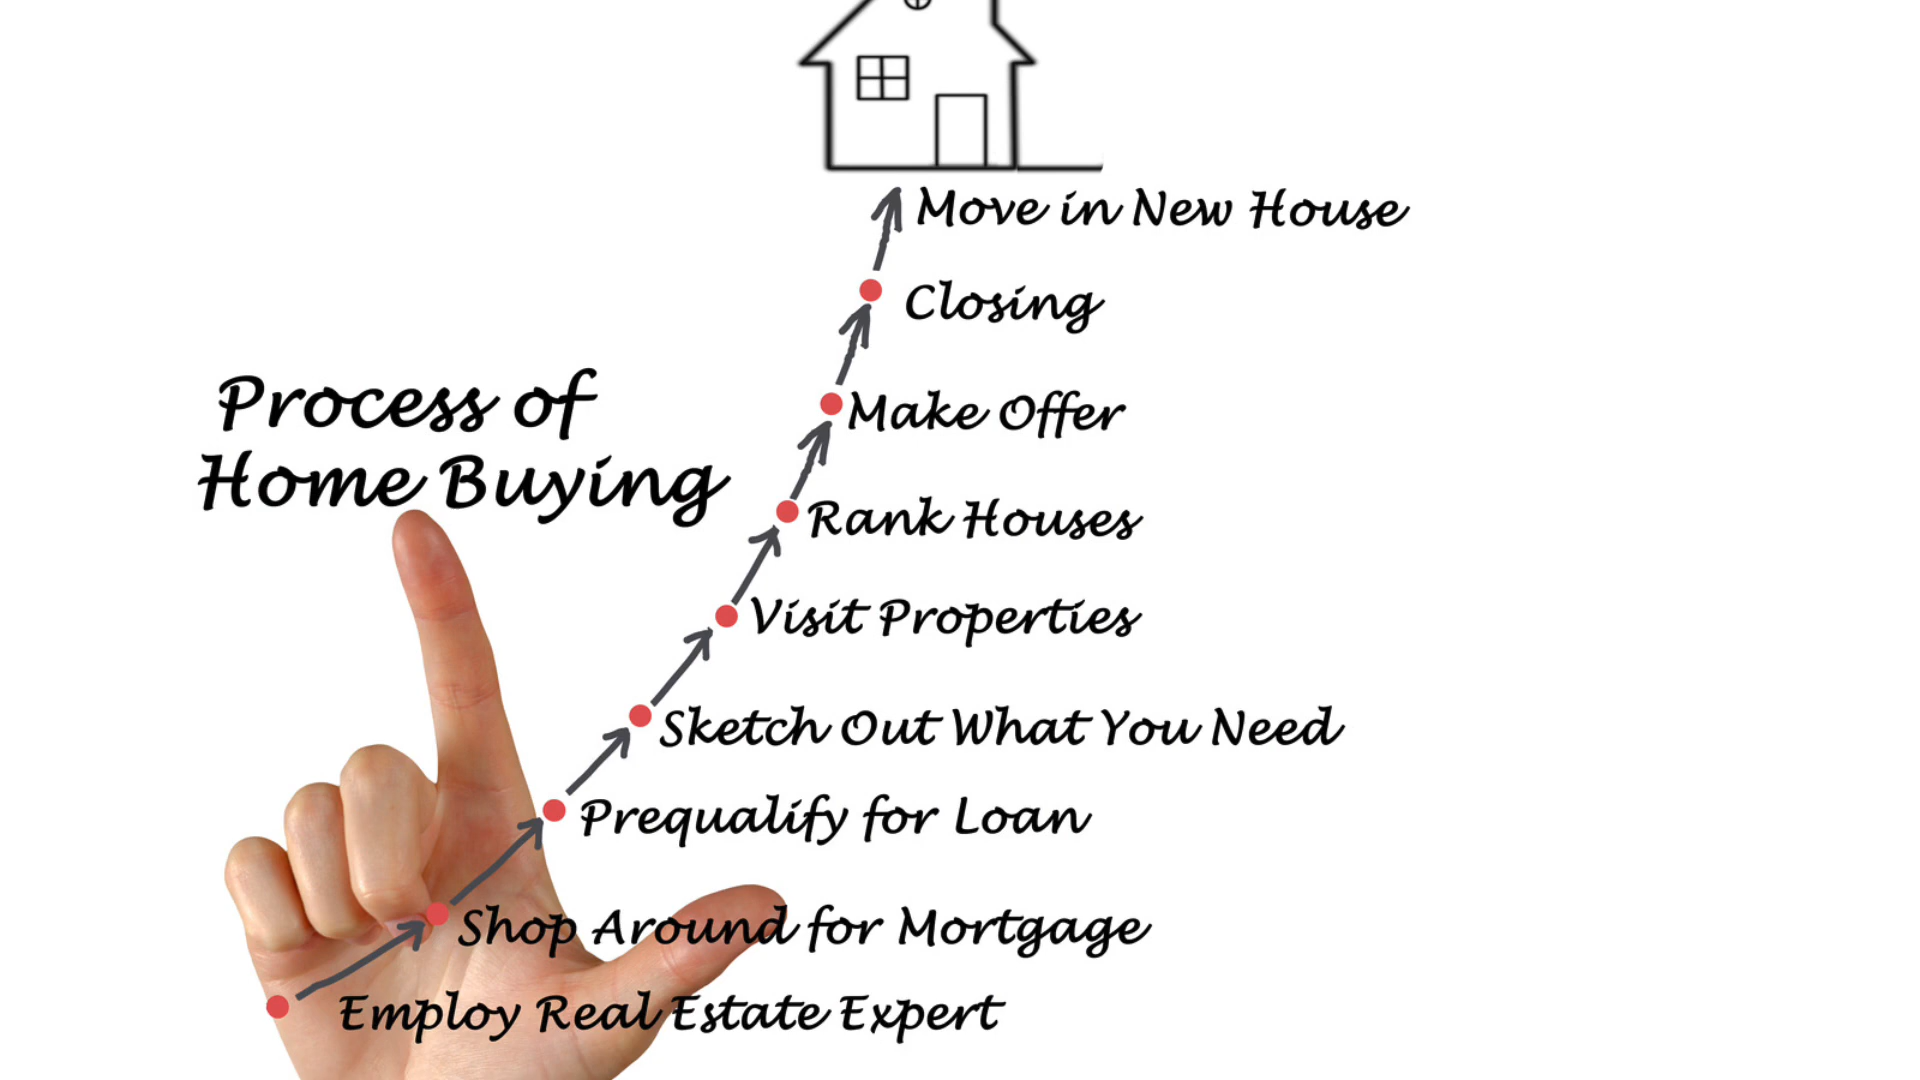 Move in New House
Closing
Process of
Home Buying
Make Offer
Rank Houses
Visit Properties
Sketch Out What You Need
Prequalify for Loan
Shop Around for Mortgage
Employ Real Estate Expert